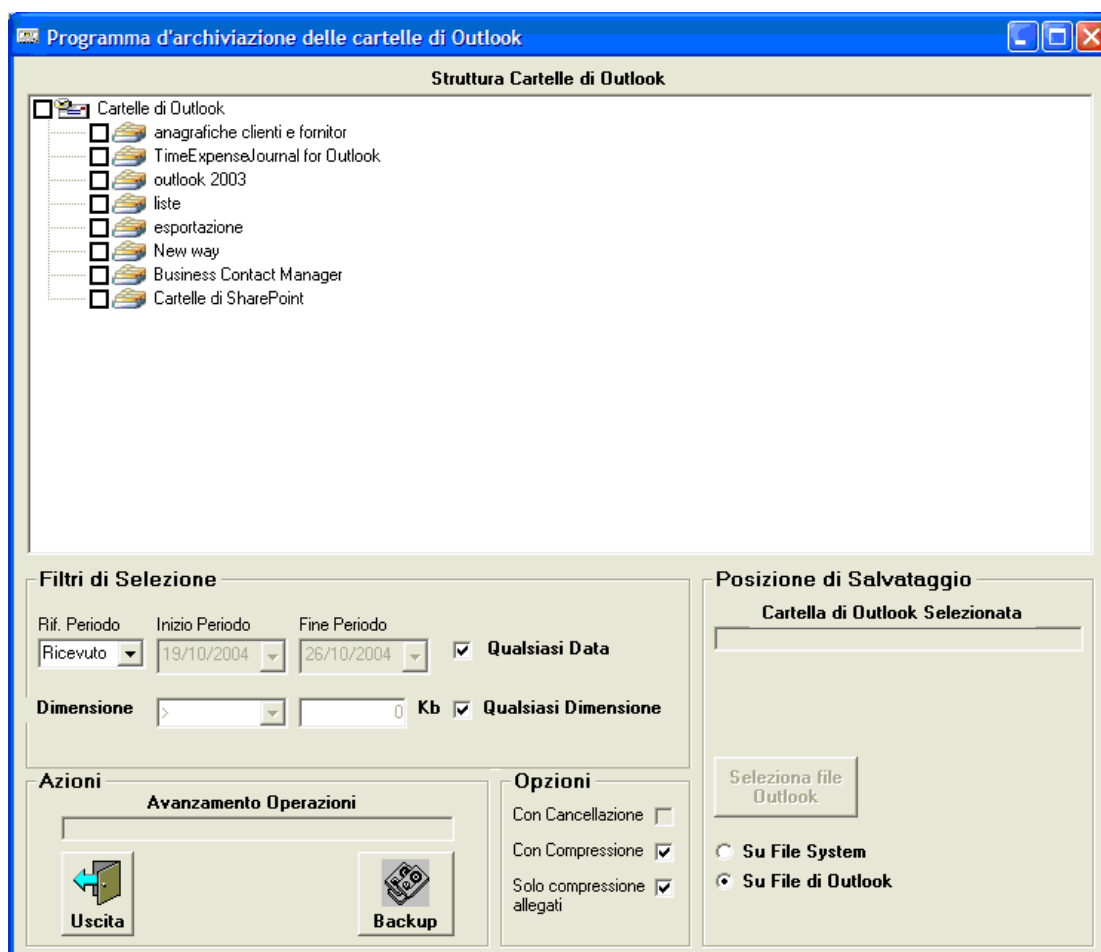 Programma d'archiviazione delle cartelle di Outlook
Struttura Cartelle di Outlook
Cartelle di Outlook
anagrafiche clienti e fornitor
TimeExpenseJournal for Outlook
outlook 2003
liste
esportazione
New way
Business Contact Manager
Cartelle di SharePoint
Filtri di Selezione
Rif. Periodo Inizio Periodo Fine Periodo
Ricevuto 19/10/2004 26/10/2004 Qualsiasi Data
Dimensione > 0 Kb Qualsiasi Dimensione
Posizione di Salvataggio
Cartella di Outlook Selezionata
Seleziona file
Outlook
Su File System
Su File di Outlook
Azioni
Avanzamento Operazioni
Uscita Backup
Opzioni
Con Cancellazione
Con Compressione
Solo compressione
allegati